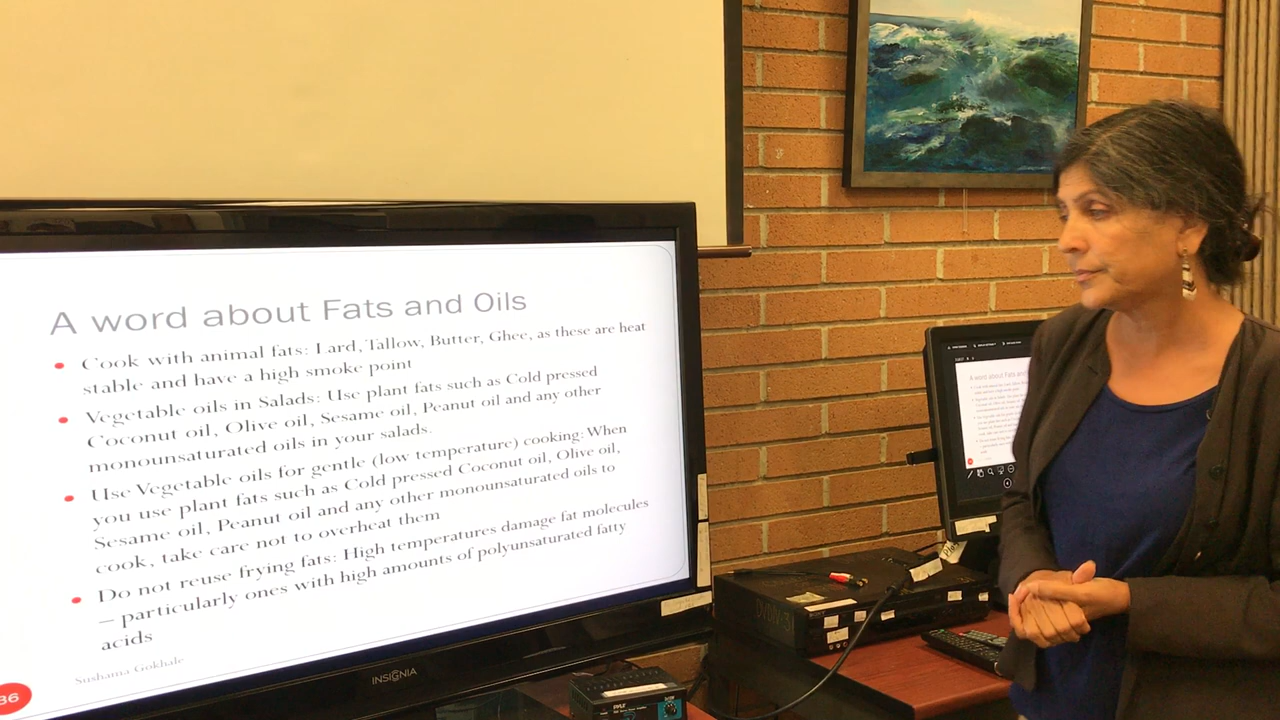 A word about Fats and Oils
• Cook with animal fats: Lard, Tallow, Butter, Ghee, as these are heat
stable and have a high smoke point
• Vegetable oils in Salads: Use plant fats such as Cold pressed
Coconut oil, Olive oil, Sesame oil, Peanut oil and any other
monounsaturated oils in your salads.
• Use Vegetable oils for gentle (low temperature) cooking: When
you use plant fats such as Cold pressed Coconut oil, Olive oil,
Sesame oil, Peanut oil and any other monounsaturated oils to
cook, take care not to overheat them
• Do not reuse frying fats: High temperatures damage fat molecules
– particularly ones with high amounts of polyunsaturated fatty
acids
Sushama Gokhale
36
INSIGNIA
PYLE
A word about Fats and